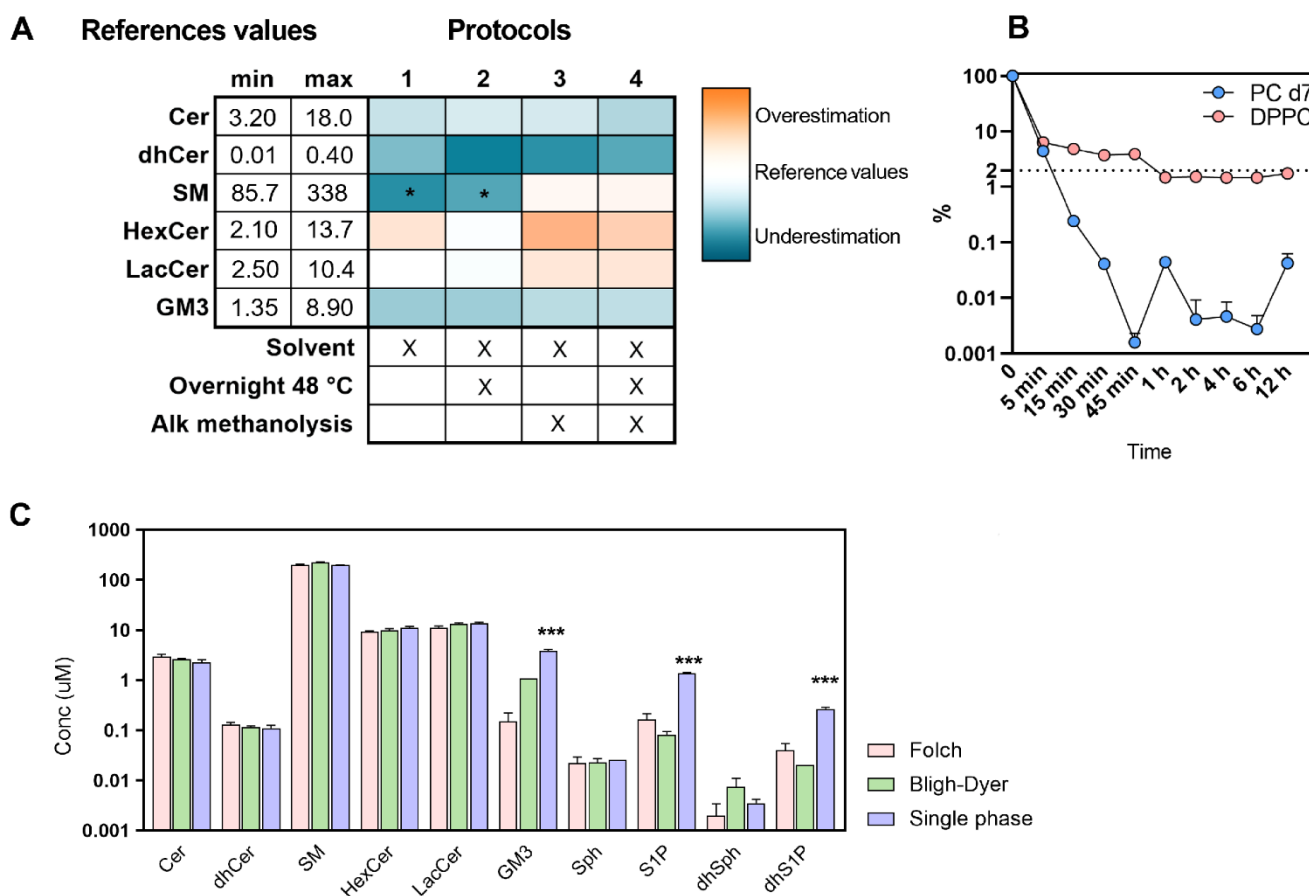 A References values Protocols
min max 1 2 3 4
Cer 3.20 18.0
dhCer 0.01 0.40
SM 85.7 338 * *
HexCer 2.10 13.7
LacCer 2.50 10.4
GM3 1.35 8.90
Solvent X X X X
Overnight 48 °C X X
Alk methanolysis X X
Overestimation
Reference values
Underestimation
B
100
10
2
1
0.1
0.01
0.001
%
PC d7
DPPC
0 5 min 15 min 30 min 45 min 1 h 2 h 4 h 6 h 12 h
Time
C
1000
100
10
1
0.1
0.01
0.001
Conc (uM)
*** *** ***
Cer dhCer SM HexCer LacCer GM3 Sph S1P dhSph dhS1P
Folch
Bligh-Dyer
Single phase